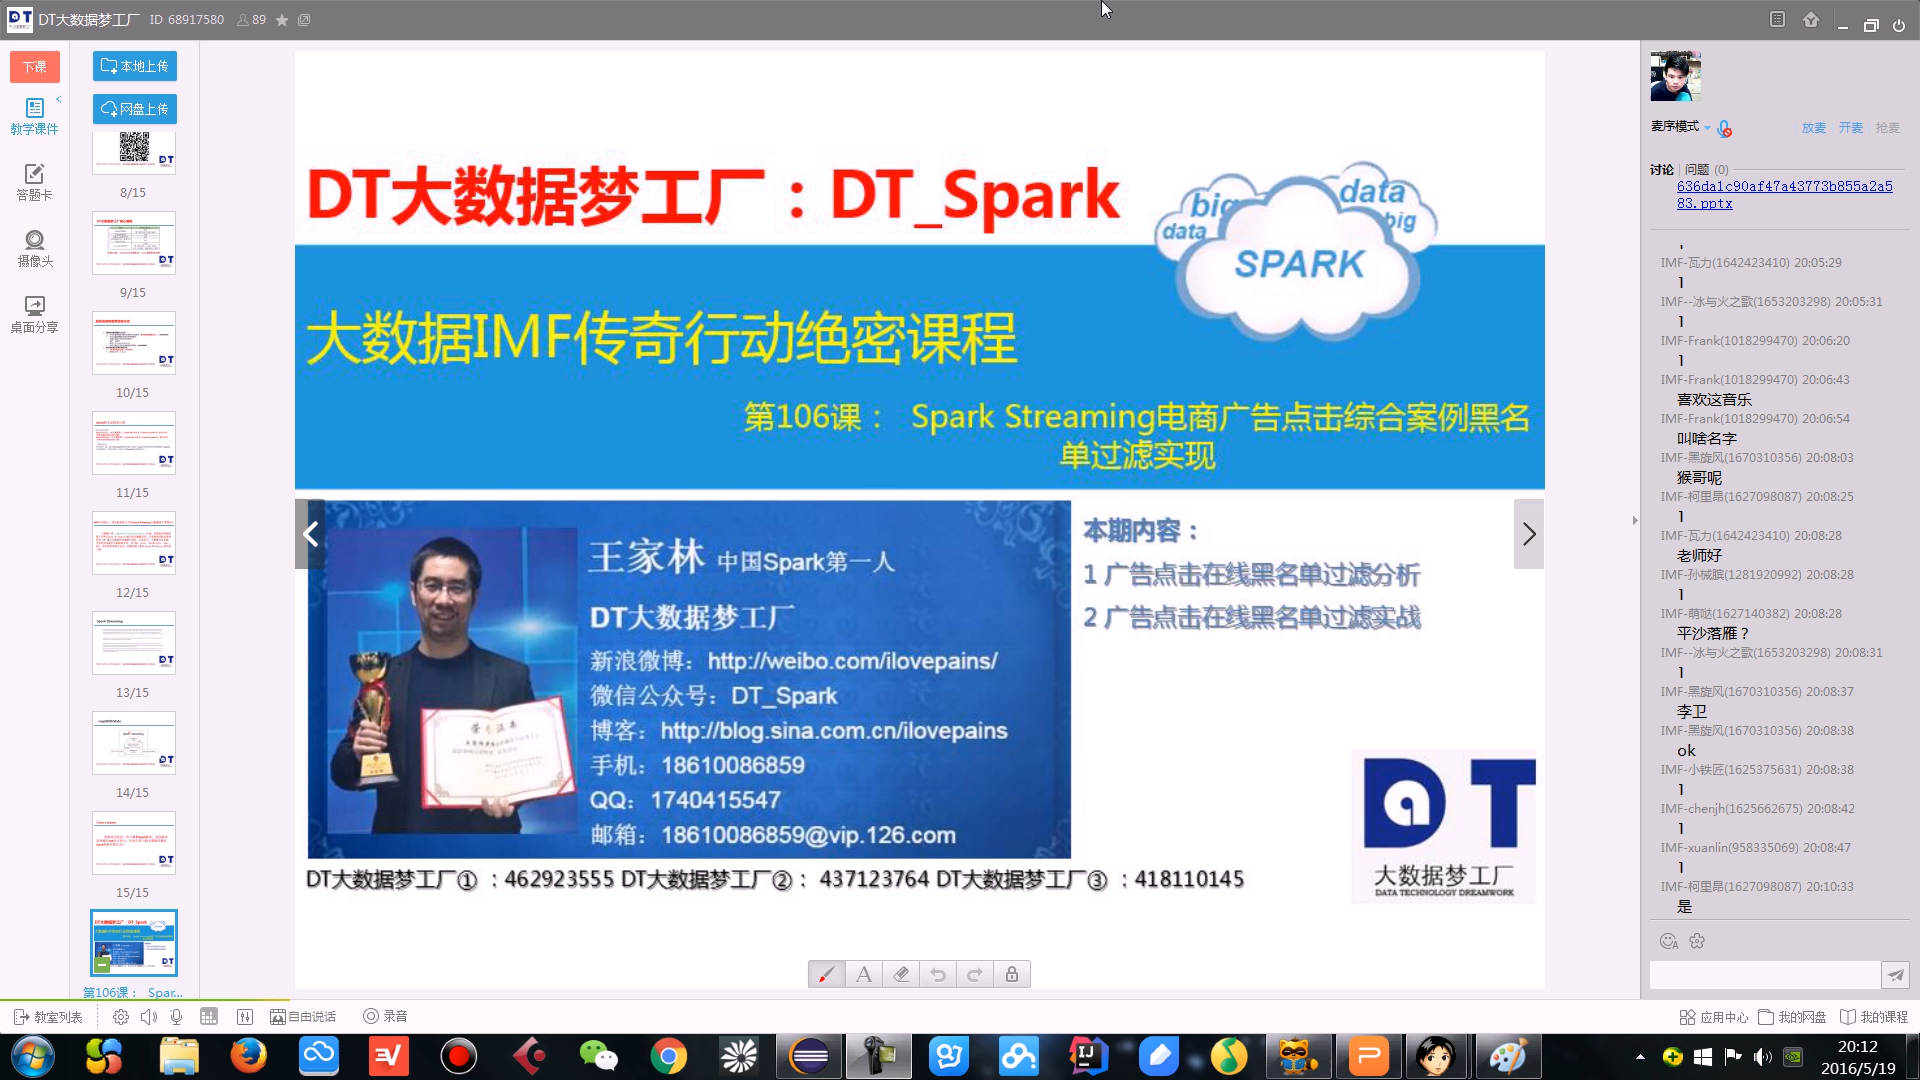 DT大数据梦工厂 ID 68917580 89
下课
教学课件
答题卡
摄像头
桌面分享
本地上传
网盘上传
8/15
9/15
10/15
11/15
12/15
Spark Streaming
13/15
14/15
15/15
第106课： Spar...
DT大数据梦工厂：DT_Spark
big data
data big
SPARK
大数据IMF传奇行动绝密课程
第106课： Spark Streaming电商广告点击综合案例黑名
单过滤实现
王家林 中国Spark第一人
DT大数据梦工厂
新浪微博：http://weibo.com/ilovepains/
微信公众号：DT_Spark
博客：http://blog.sina.com.cn/ilovepains
手机：18610086859
QQ：1740415547
邮箱：18610086859@vip.126.com
本期内容：
1 广告点击在线黑名单过滤分析
2 广告点击在线黑名单过滤实战
DT
大数据梦工厂
DATA TECHNOLOGY DREAMWORK
DT大数据梦工厂① ：462923555 DT大数据梦工厂②： 437123764 DT大数据梦工厂③ ：418110145
麦序模式 放麦 开麦 抢麦
讨论 问题 (0)
636da1c90af47a43773b855a2a5
83.pptx
IMF-瓦力(1642423410) 20:05:29
1
IMF--冰与火之歌(1653203298) 20:05:31
1
IMF-Frank(1018299470) 20:06:20
1
IMF-Frank(1018299470) 20:06:43
喜欢这音乐
IMF-Frank(1018299470) 20:06:54
叫啥名字
IMF-黑旋风(1670310356) 20:08:03
猴哥呢
IMF-柯里昂(1627098087) 20:08:25
1
IMF-瓦力(1642423410) 20:08:28
老师好
IMF-孙械膑(1281920992) 20:08:28
1
IMF-萌哒(1627140382) 20:08:28
平沙落雁？
IMF--冰与火之歌(1653203298) 20:08:31
1
IMF-黑旋风(1670310356) 20:08:37
李卫
IMF-黑旋风(1670310356) 20:08:38
ok
IMF-小铁匠(1625375631) 20:08:38
1
IMF-chenjh(1625662675) 20:08:42
1
IMF-xuanlin(958335069) 20:08:47
1
IMF-柯里昂(1627098087) 20:10:33
是
教室列表 自由说话 录音
应用中心 我的网盘 我的课程
20:12
2016/5/19